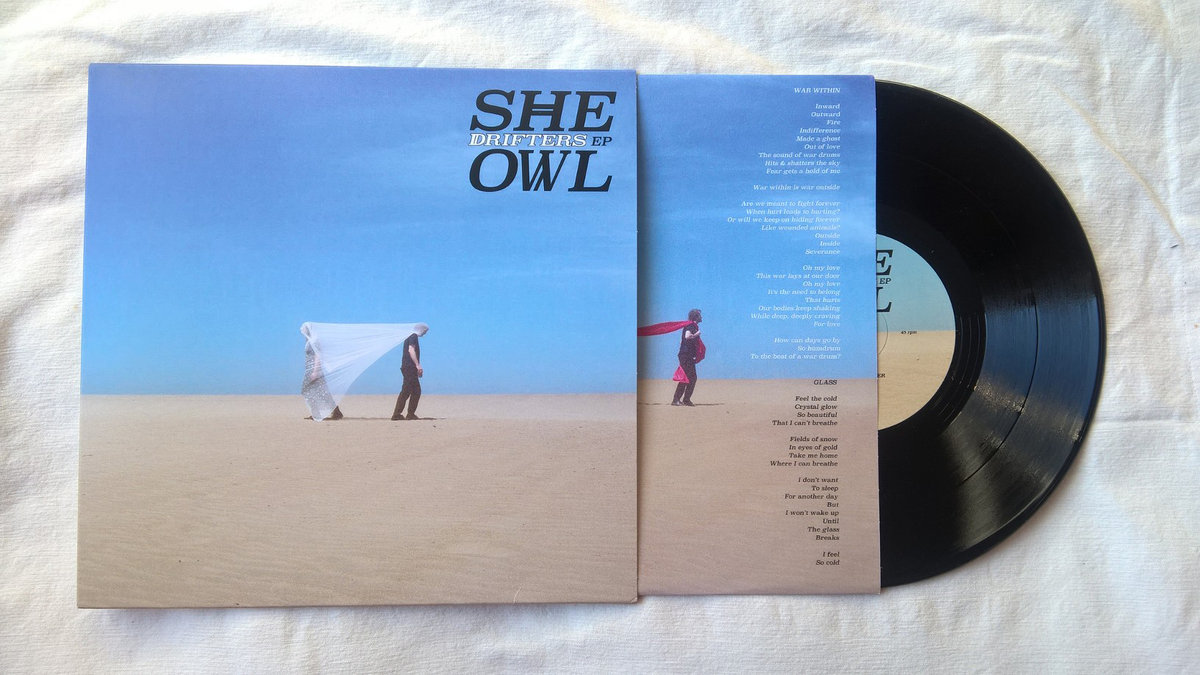 SHE
DRIFTERS EP
OWL
WAR WITHIN
Inward
Outward
Fire
Indifference
Made a ghost
Out of love
The sound of war drums
Hits & shatters the sky
Fear gets a hold of me
War within is war outside
Are we meant to fight forever
When hurt leads to hurting?
Or will we keep on hiding forever
Like wounded animals?
Outside
Inside
Severance
Oh my love
This war lays at our door
Oh my love
It's the need to belong
That hurts
Our bodies keep shaking
While deep, deeply craving
For love
How can days go by
So humdrum
To the beat of a war drum?
GLASS
Feel the cold
Crystal glow
So beautiful
That I can't breathe
Fields of snow
In eyes of gold
Take me home
Where I can breathe
I don't want
To sleep
For another day
But
I won't wake up
Until
The glass
Breaks
I feel
So cold
E
EP
L
45 rpm
ER